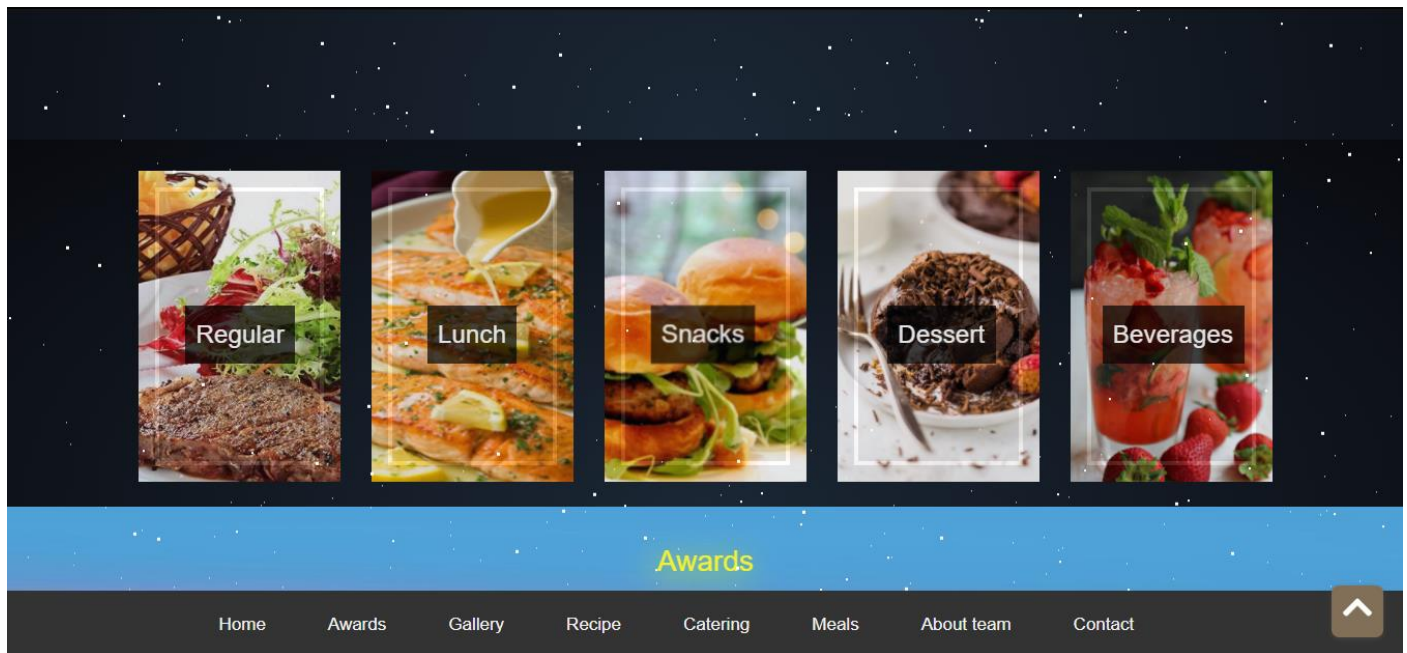 Regular Lunch Snacks Dessert Beverages
Awards
Home Awards Gallery Recipe Catering Meals About team Contact